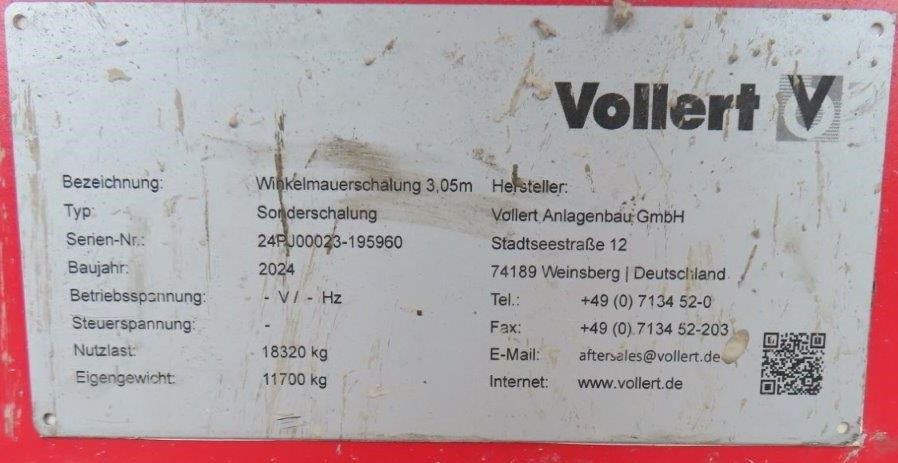 Vollert V
Bezeichnung: Winkelmauerschalung 3,05m
Typ: Sonderschalung
Serien-Nr.: 24PJ00023-195960
Baujahr: 2024
Betriebsspannung: - V / - Hz
Steuerspannung: -
Nutzlast: 18320 kg
Eigengewicht: 11700 kg
Hersteller:
Vollert Anlagenbau GmbH
Stadtseestraße 12
74189 Weinsberg | Deutschland
Tel.: +49 (0) 7134 52-0
Fax: +49 (0) 7134 52-203
E-Mail: aftersales@vollert.de
Internet: www.vollert.de